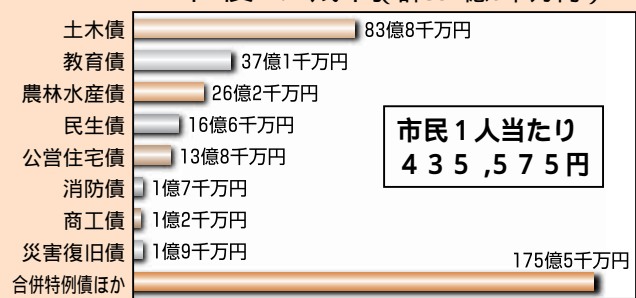 土木債 83億8千万円
教育債 37億1千万円
農林水産債 26億2千万円
民生債 16億6千万円
公営住宅債 13億8千万円
消防債 1億7千万円
商工債 1億2千万円
災害復旧債 1億9千万円
合併特例債ほか 175億5千万円
市民1人当たり
435,575円